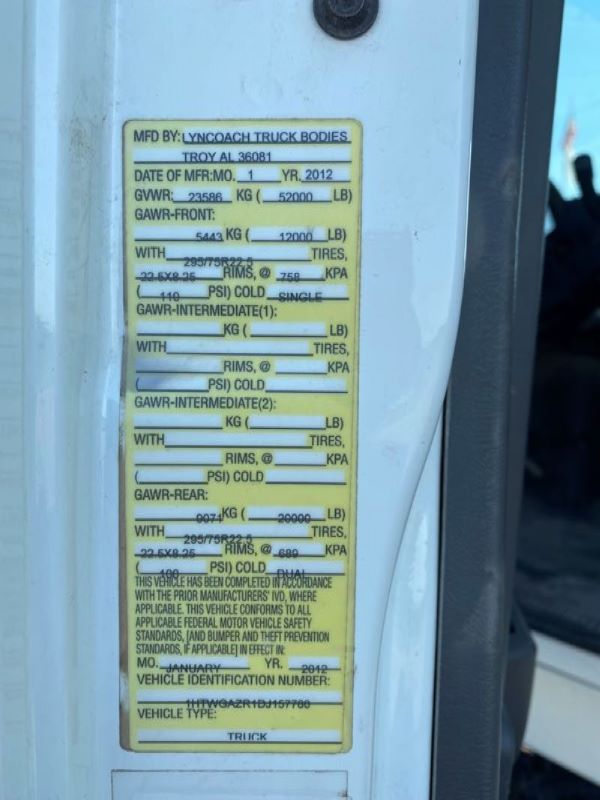 MFD BY: LYNCOACH TRUCK BODIES
TROY AL 36081
DATE OF MFR: MO. 1 YR. 2012
GVWR: 23586 KG ( 52000 LB)
GAWR-FRONT:
5443 KG ( 12000 LB)
WITH 295/75R22.5 TIRES,
22.5X8.25 RIMS, @ 758 KPA
( 110 PSI) COLD SINGLE
GAWR-INTERMEDIATE(1):
KG ( LB)
WITH TIRES,
RIMS, @ KPA
( PSI) COLD
GAWR-INTERMEDIATE(2):
KG ( LB)
WITH TIRES,
RIMS, @ KPA
( PSI) COLD
GAWR-REAR:
9071 KG ( 20000 LB)
WITH 295/75R22.5 TIRES,
22.5X8.25 RIMS, @ 689 KPA
( 100 PSI) COLD DUAL
THIS VEHICLE HAS BEEN COMPLETED IN ACCORDANCE
WITH THE PRIOR MANUFACTURERS' IVD, WHERE
APPLICABLE. THIS VEHICLE CONFORMS TO ALL
APPLICABLE FEDERAL MOTOR VEHICLE SAFETY
STANDARDS, [AND BUMPER AND THEFT PREVENTION
STANDARDS, IF APPLICABLE] IN EFFECT IN:
MO. JANUARY YR. 2012
VEHICLE IDENTIFICATION NUMBER:
1HTWGAZR1DJ157780
VEHICLE TYPE:
TRUCK